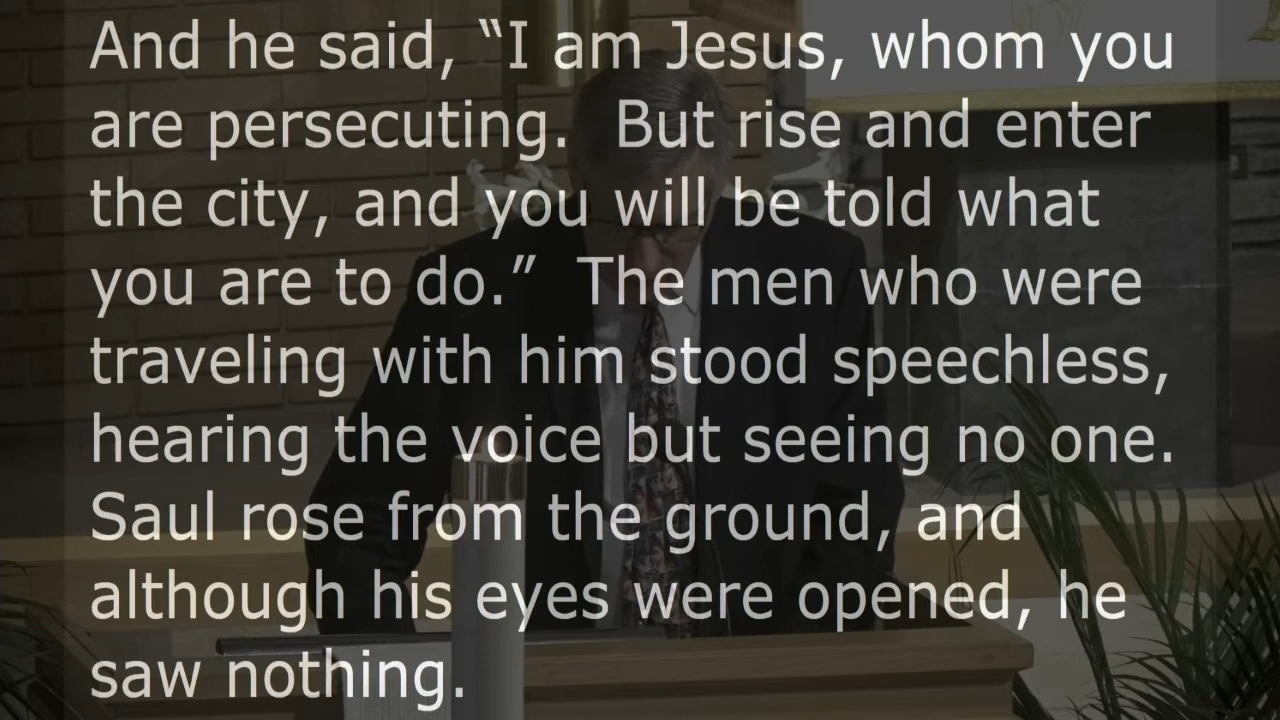 And he said, “I am Jesus, whom you
are persecuting.  But rise and enter
the city, and you will be told what
you are to do.”  The men who were
traveling with him stood speechless,
hearing the voice but seeing no one.
Saul rose from the ground, and
although his eyes were opened, he
saw nothing.